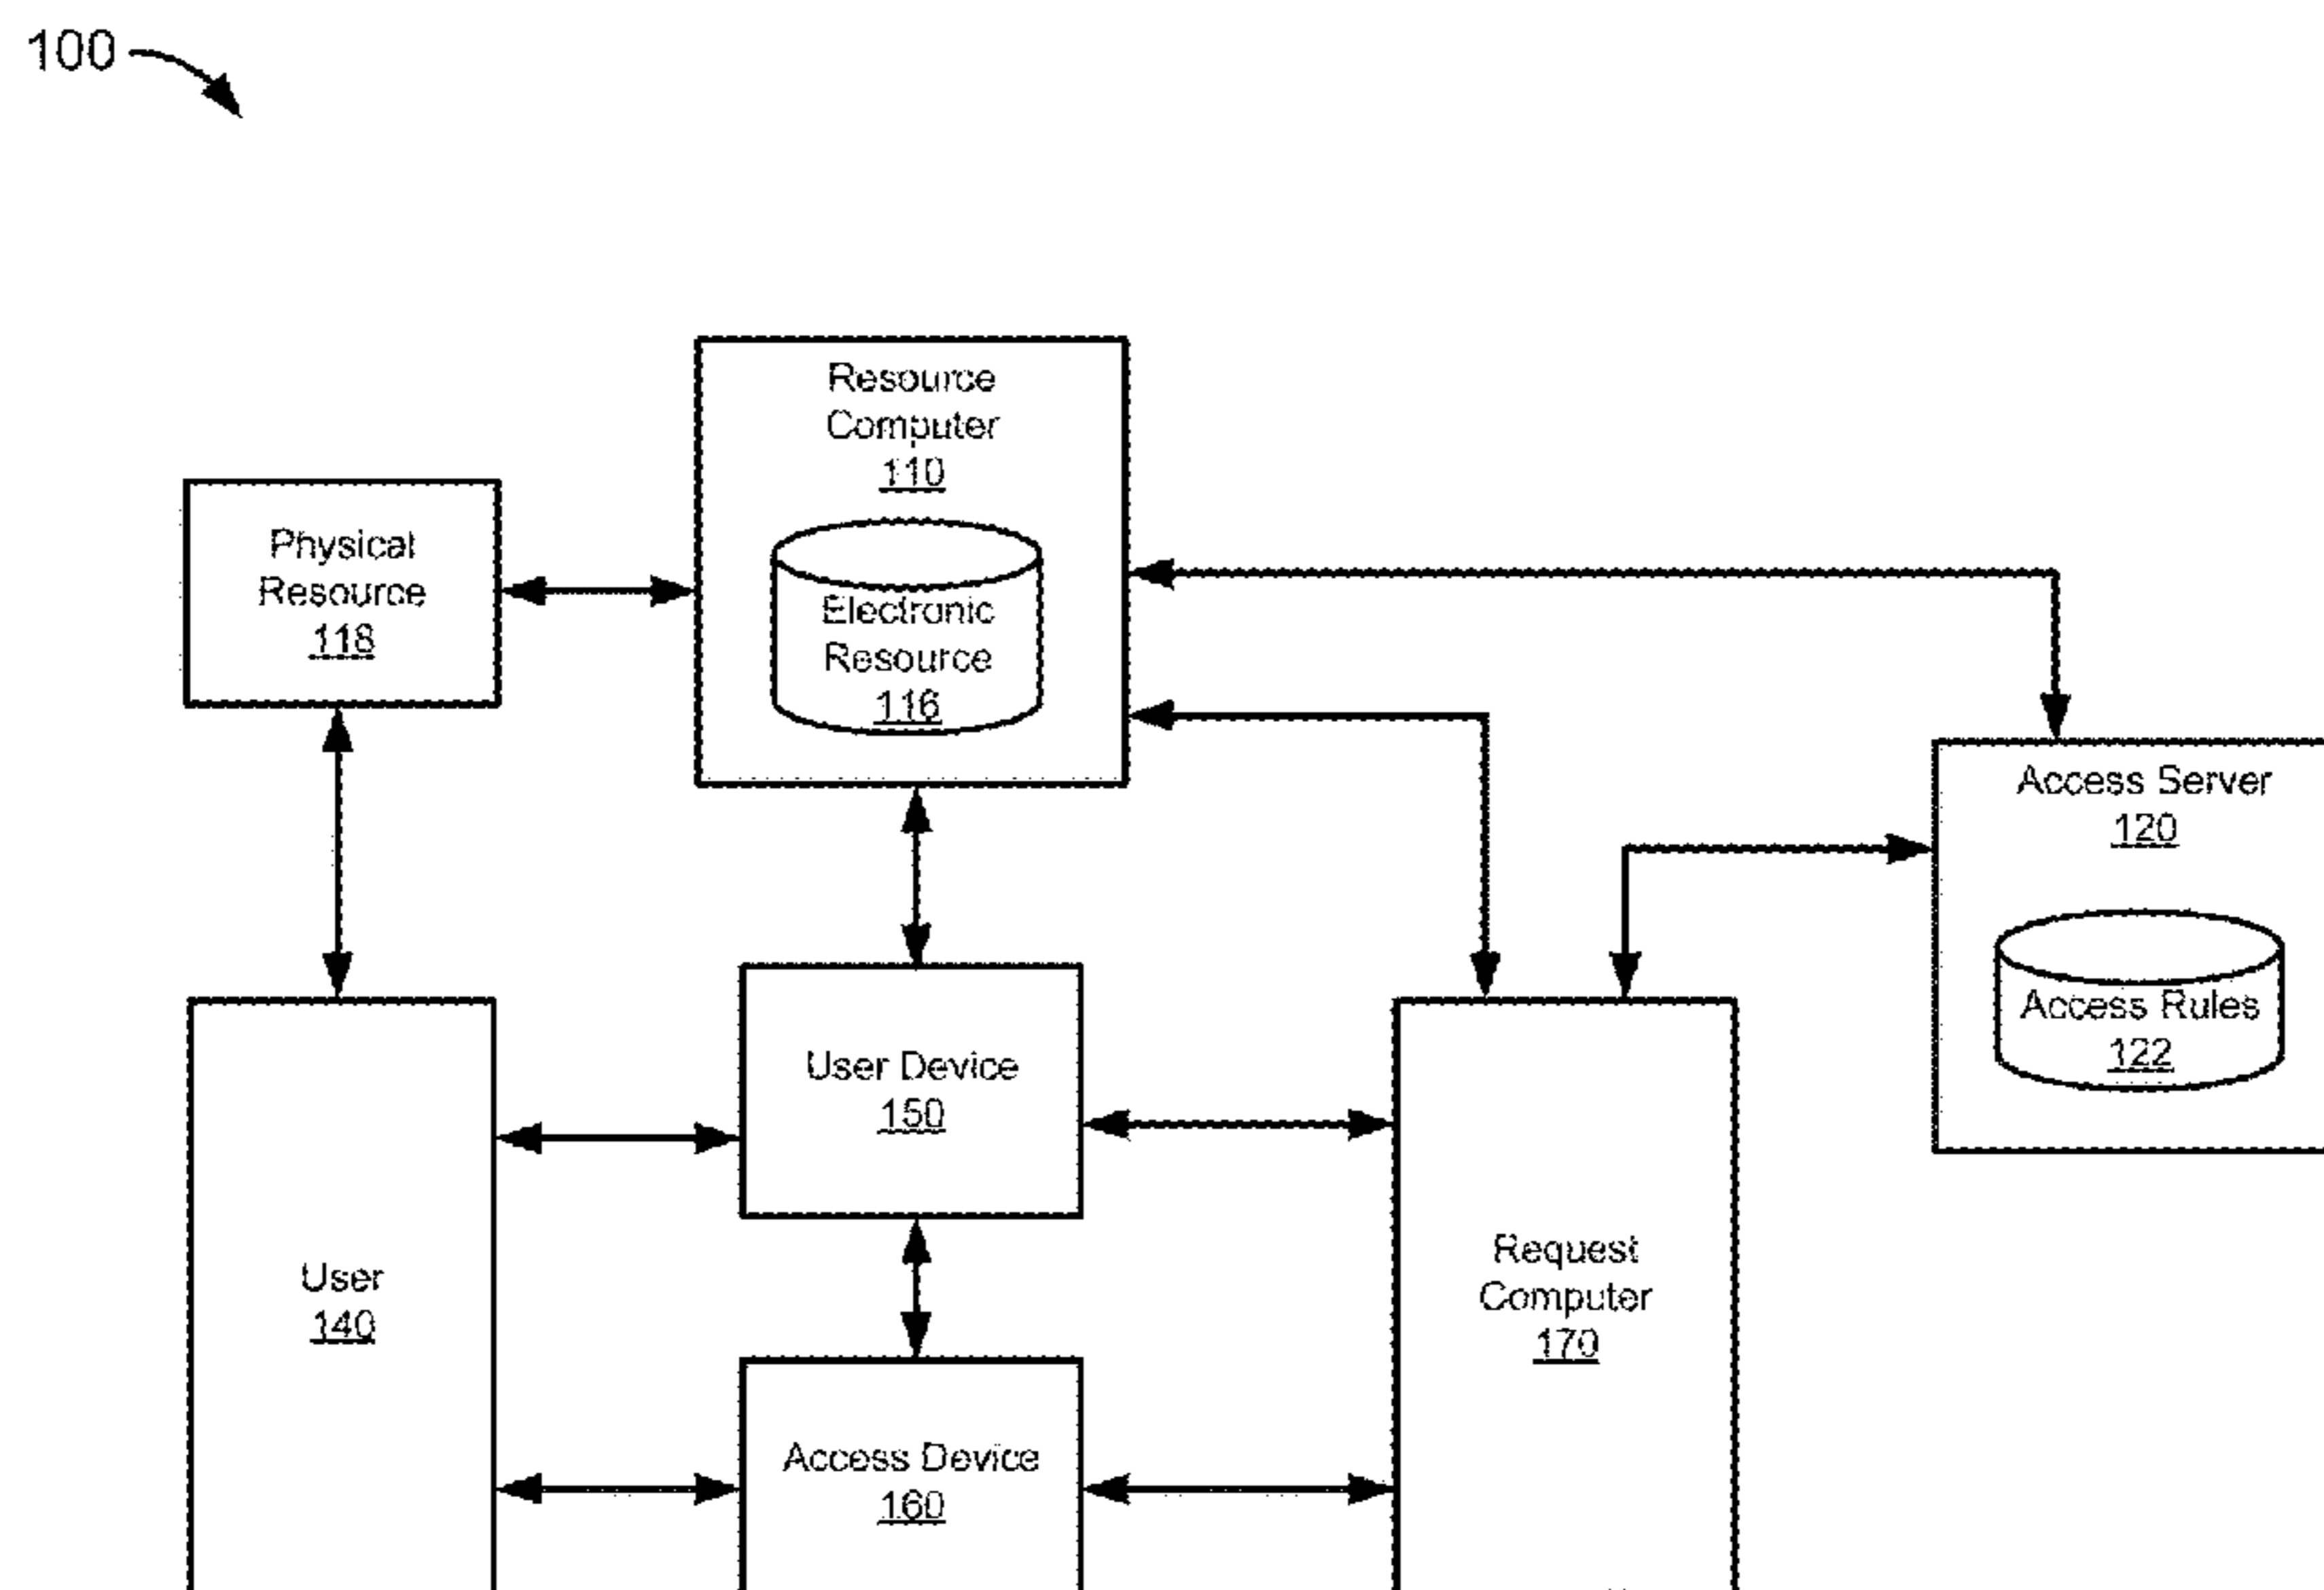 100
Resource
Computer
110
Physical
Resource
118
Electronic
Resource
116
Access Server
120
Access Rules
122
User Device
150
User
140
Request
Computer
170
Access Device
160